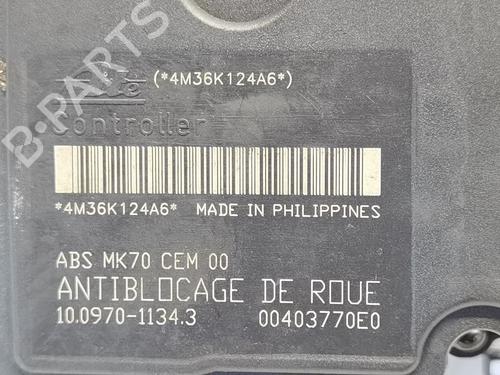 Ate (*4M36K124A6*)
Controller
B-PARTS
*4M36K124A6* MADE IN PHILIPPINES
ABS MK70 CEM 00
ANTIBLOCAGE DE ROUE
10.0970-1134.3 00403770E0